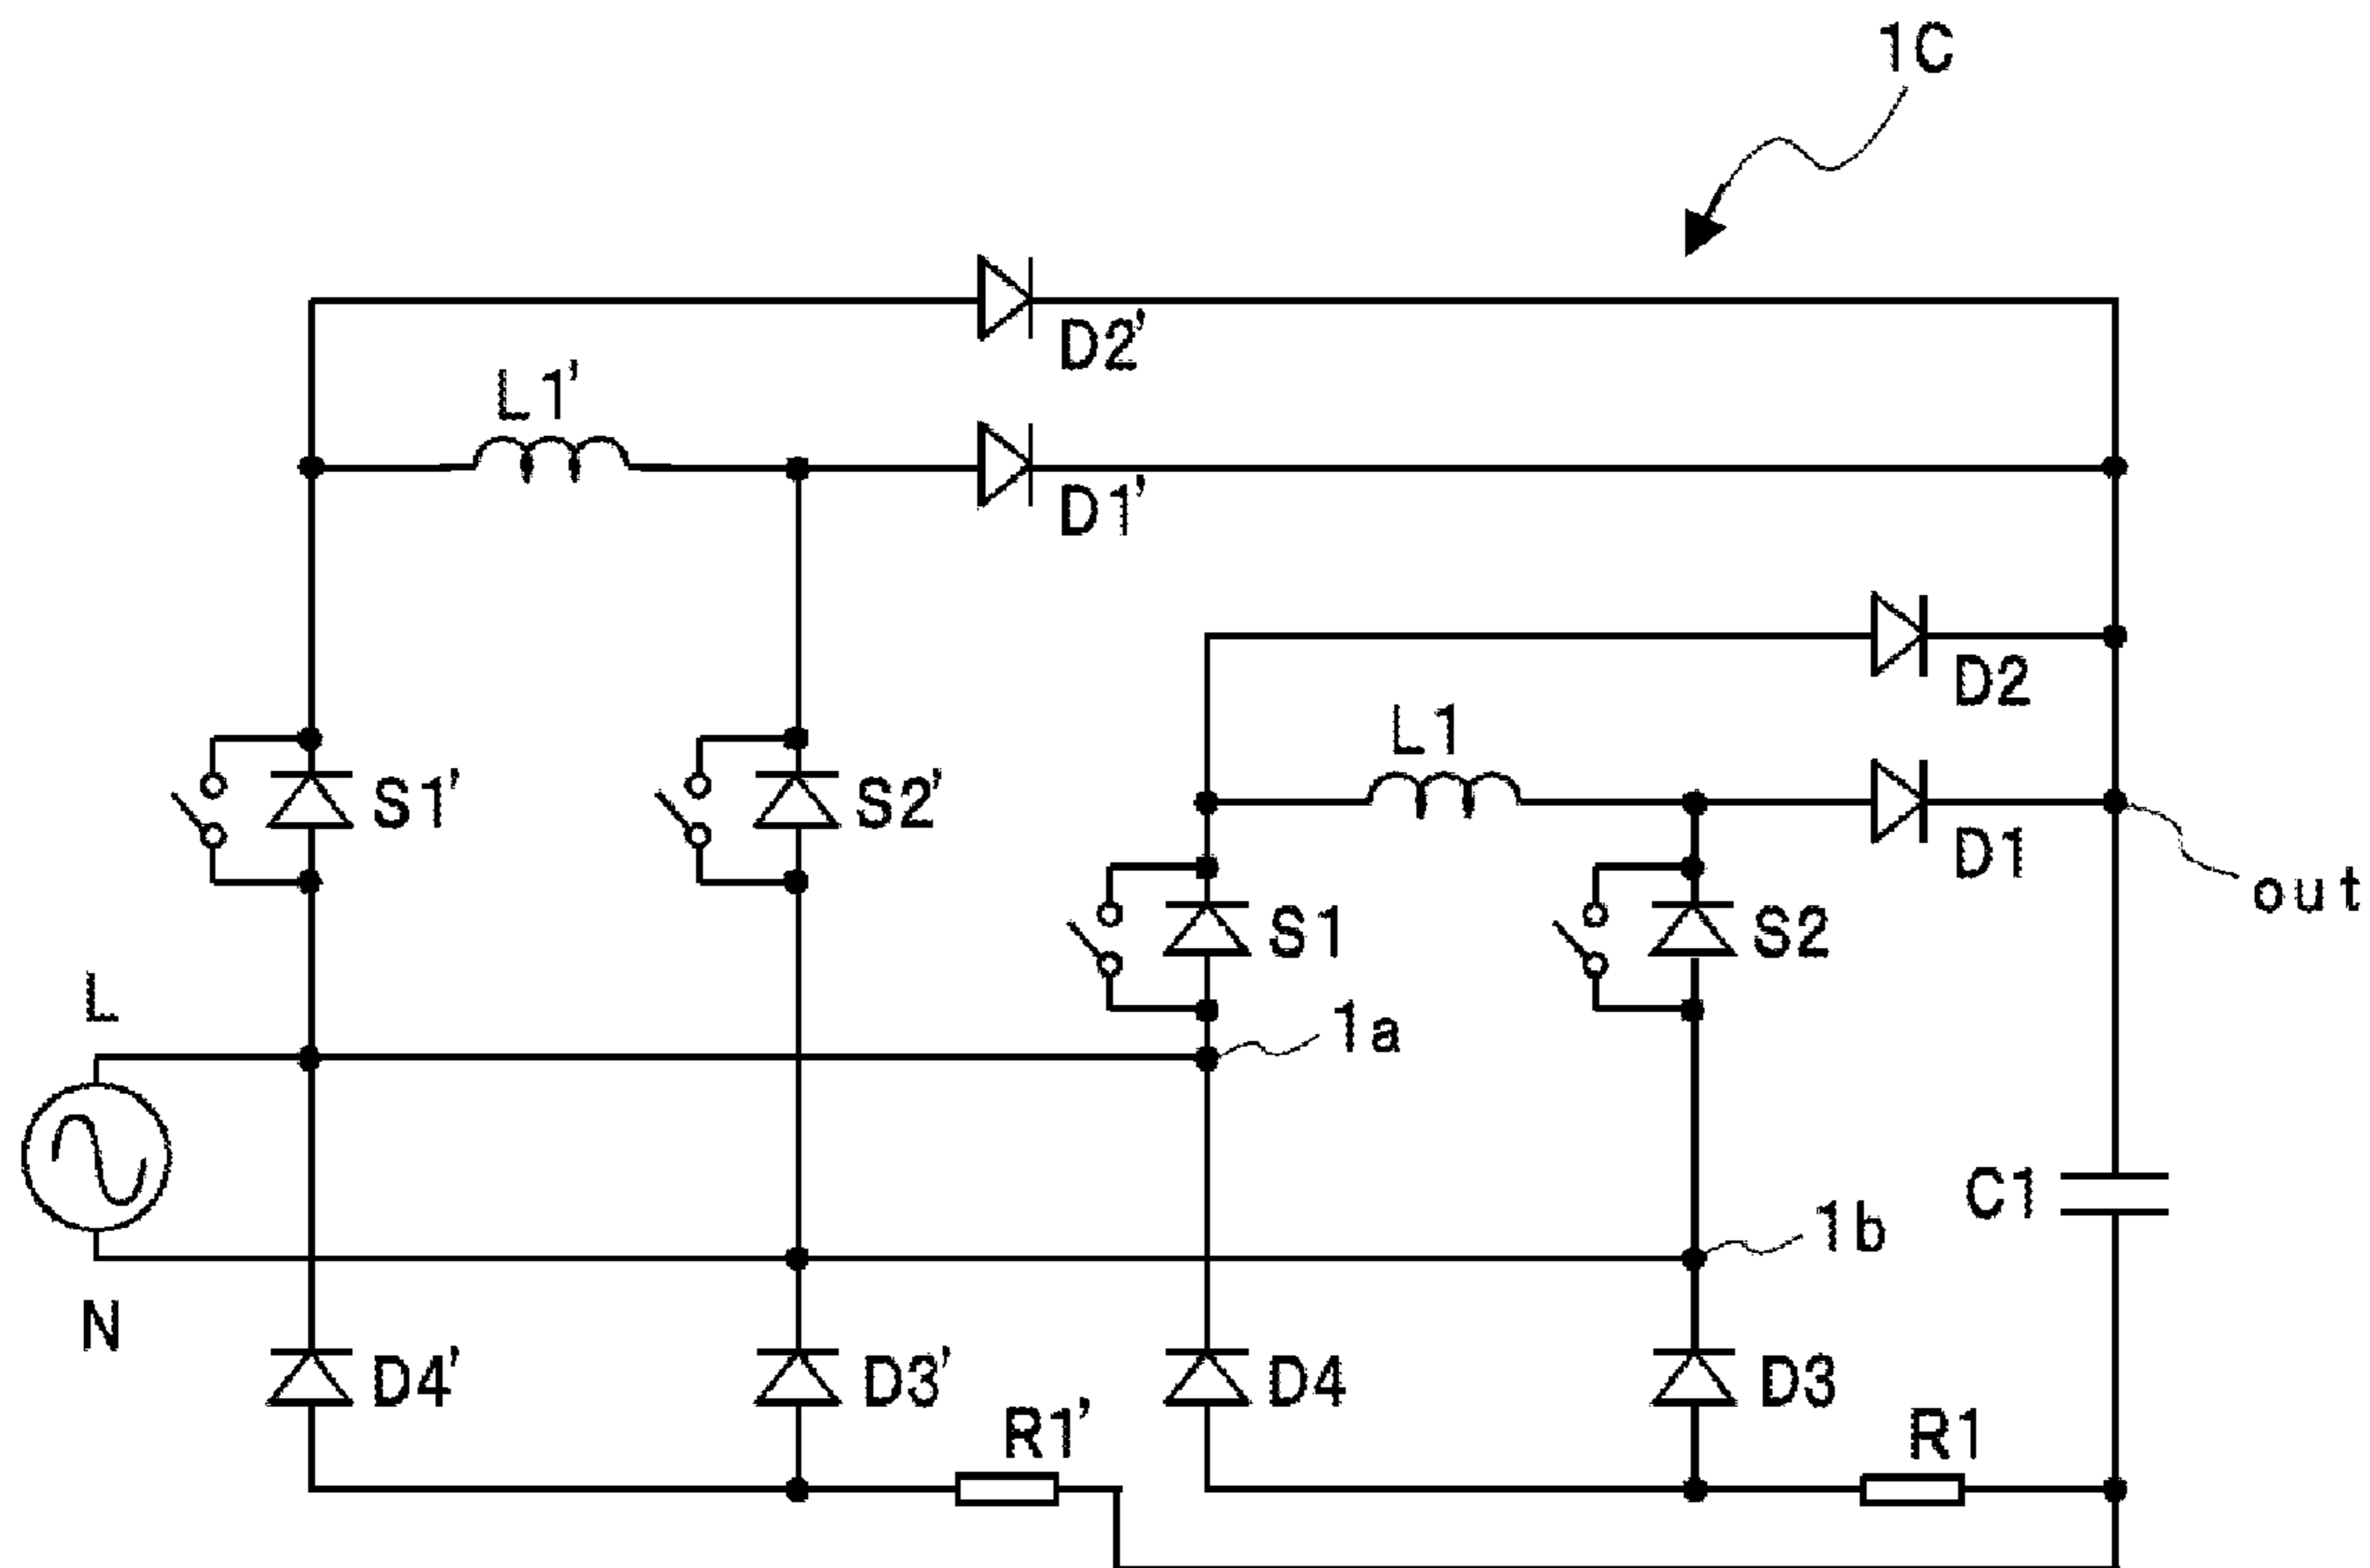 1C
D2'
L1'
D1'
D2
L1
S1'
S2'
D1
out
S1
S2
L
1a
C1
1b
N
D4'
D3'
D4
D3
R1'
R1